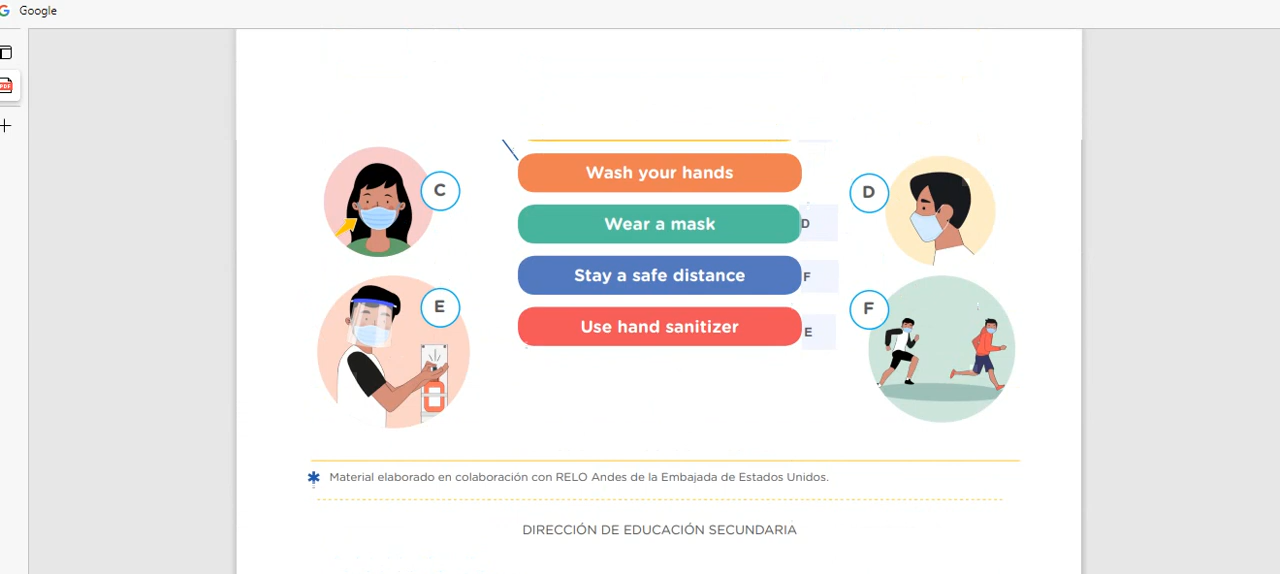 Google
PDF
Wash your hands
C
D
Wear a mask
D
Stay a safe distance
F
E
F
Use hand sanitizer
E
Material elaborado en colaboración con RELO Andes de la Embajada de Estados Unidos.
DIRECCIÓN DE EDUCACIÓN SECUNDARIA